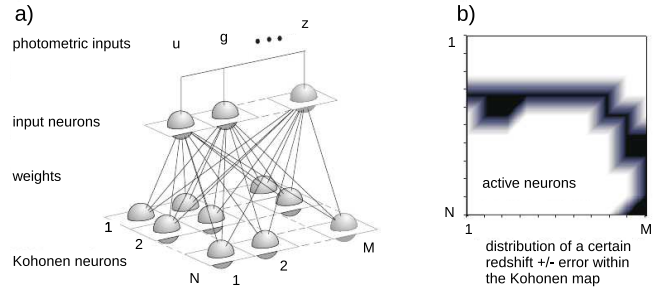 a)
photometric inputs
u
g
z
input neurons
weights
1
2
N
1
2
M
Kohonen neurons
b)
1
active neurons
N
1
M
distribution of a certain
redshift +/- error within
the Kohonen map